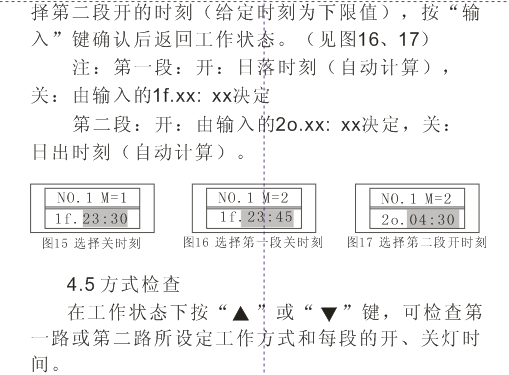 择第二段开的时刻（给定时刻为下限值），按“输
入”键确认后返回工作状态。（见图16、17）
注：第一段：开：日落时刻（自动计算），
关：由输入的1f.xx: xx决定
第二段：开：由输入的2o.xx: xx决定，关：
日出时刻（自动计算）。
NO.1 M=1
1f.23:30
图15 选择关时刻
NO.1 M=2
1f.23:45
图16 选择第一段关时刻
NO.1 M=2
2o.04:30
图17 选择第二段开时刻
4.5 方式检查
在工作状态下按“▲”或“▼”键，可检查第
一路或第二路所设定工作方式和每段的开、关灯时
间。